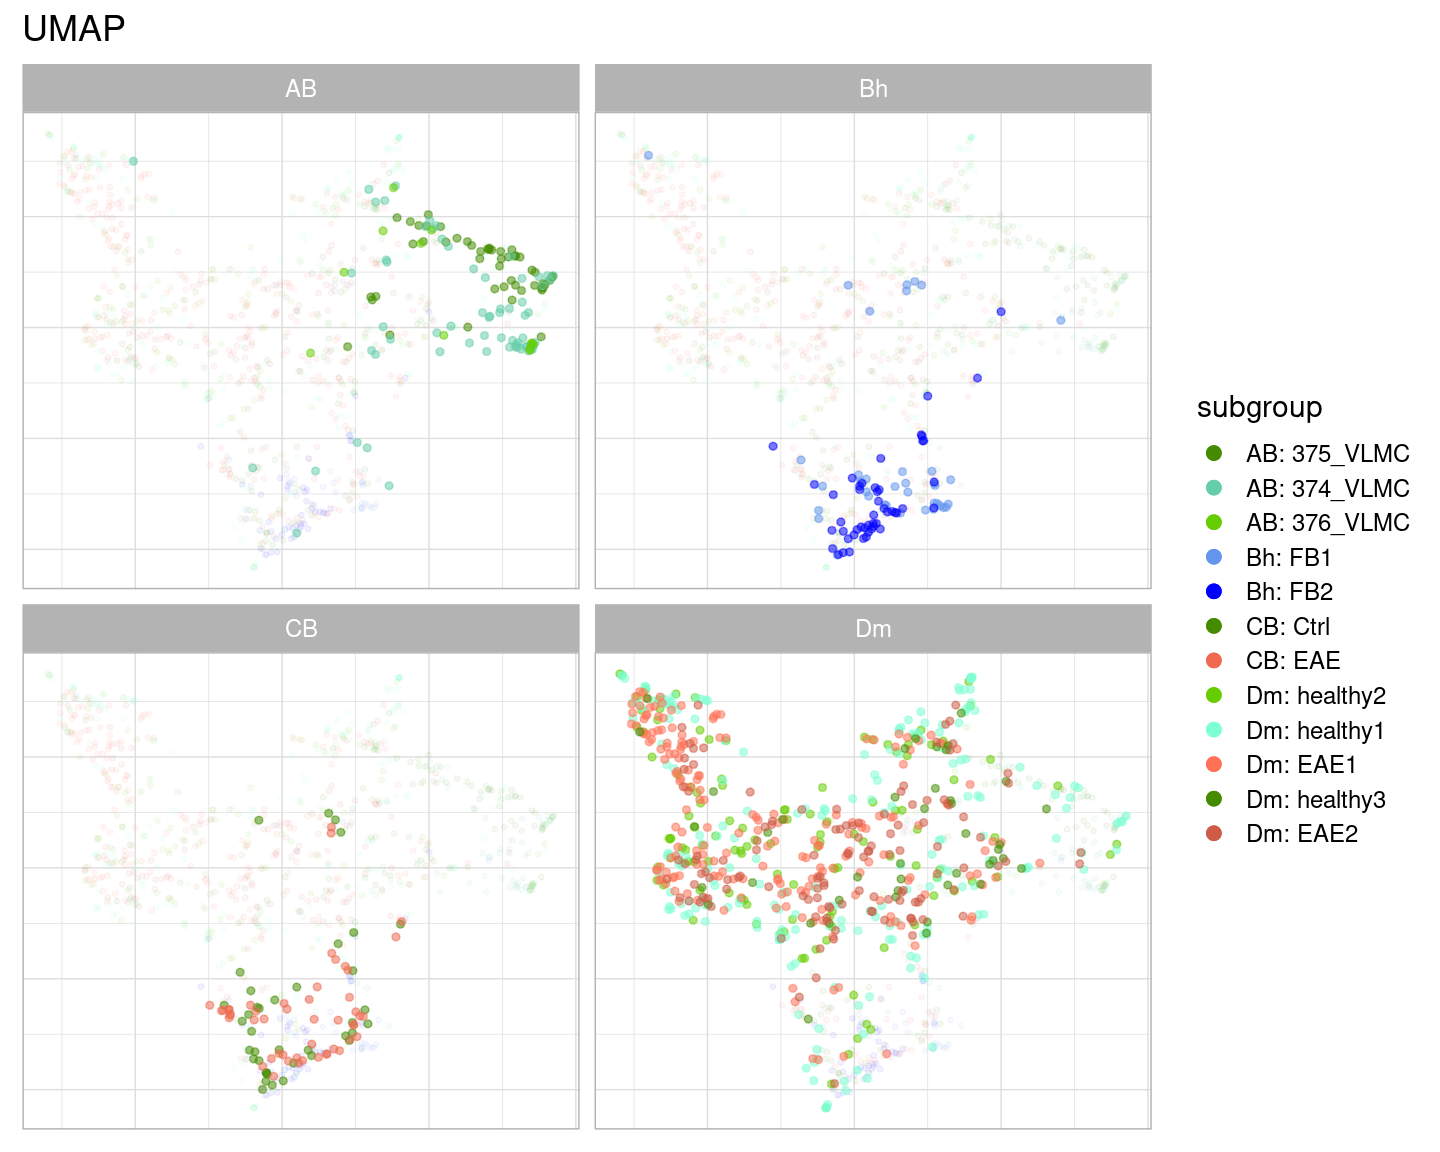 UMAP
AB
Bh
CB
Dm
subgroup
AB: 375_VLMC
AB: 374_VLMC
AB: 376_VLMC
Bh: FB1
Bh: FB2
CB: Ctrl
CB: EAE
Dm: healthy2
Dm: healthy1
Dm: EAE1
Dm: healthy3
Dm: EAE2